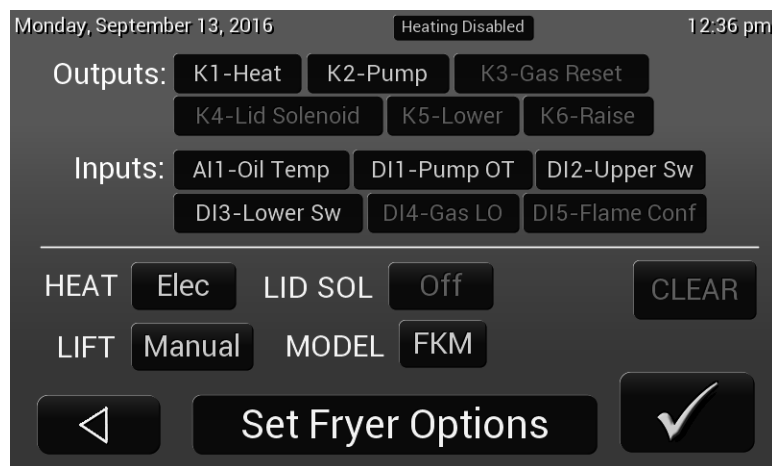 Monday, September 13, 2016 Heating Disabled 12:36 pm
Outputs: K1-Heat K2-Pump K3-Gas Reset
K4-Lid Solenoid K5-Lower K6-Raise
Inputs: AI1-Oil Temp DI1-Pump OT DI2-Upper Sw
DI3-Lower Sw DI4-Gas LO DI5-Flame Conf
HEAT Elec LID SOL Off CLEAR
LIFT Manual MODEL FKM
Set Fryer Options